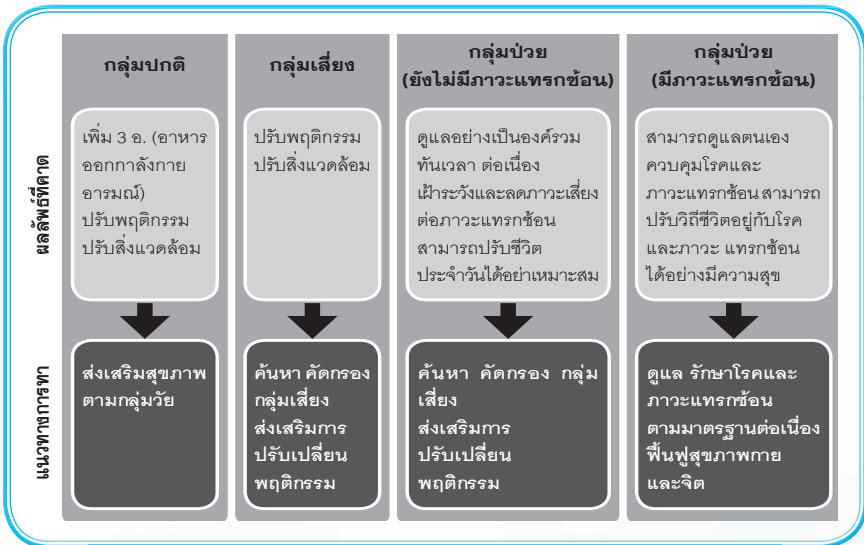 กลุ่มปกติ
กลุ่มเสี่ยง
กลุ่มป่วย
(ยังไม่มีภาวะแทรกซ้อน)
กลุ่มป่วย
(มีภาวะแทรกซ้อน)
ผลลัพธ์ที่คาด
เพิ่ม 3 อ. (อาหาร
ออกกาลังกาย
อารมณ์)
ปรับพฤติกรรม
ปรับสิ่งแวดล้อม
ปรับพฤติกรรม
ปรับสิ่งแวดล้อม
ดูแลอย่างเป็นองค์รวม
ทันเวลา ต่อเนื่อง
เฝ้าระวังและลดภาวะเสี่ยง
ต่อภาวะแทรกซ้อน
สามารถปรับชีวิต
ประจำวันได้อย่าเหมาะสม
สามารถดูแลตนเอง
ควบคุมโรคและ
ภาวะแทรกซ้อน สามารถ
ปรับวิถีชีวิตอยู่กับโรค
และภาวะ แทรกซ้อน
ได้อย่างมีความสุข
แนวทางการทา
ส่งเสริมสุขภาพ
ตามกลุ่มวัย
ค้นหา คัดกรอง
กลุ่มเสี่ยง
ส่งเสริมการ
ปรับเปลี่ยน
พฤติกรรม
ค้นหา คัดกรอง กลุ่ม
เสี่ยง
ส่งเสริมการ
ปรับเปลี่ยน
พฤติกรรม
ดูแล รักษาโรคและ
ภาวะแทรกซ้อน
ตามมาตรฐานต่อเนื่อง
ฟื้นฟูสุขภาพกาย
และจิต